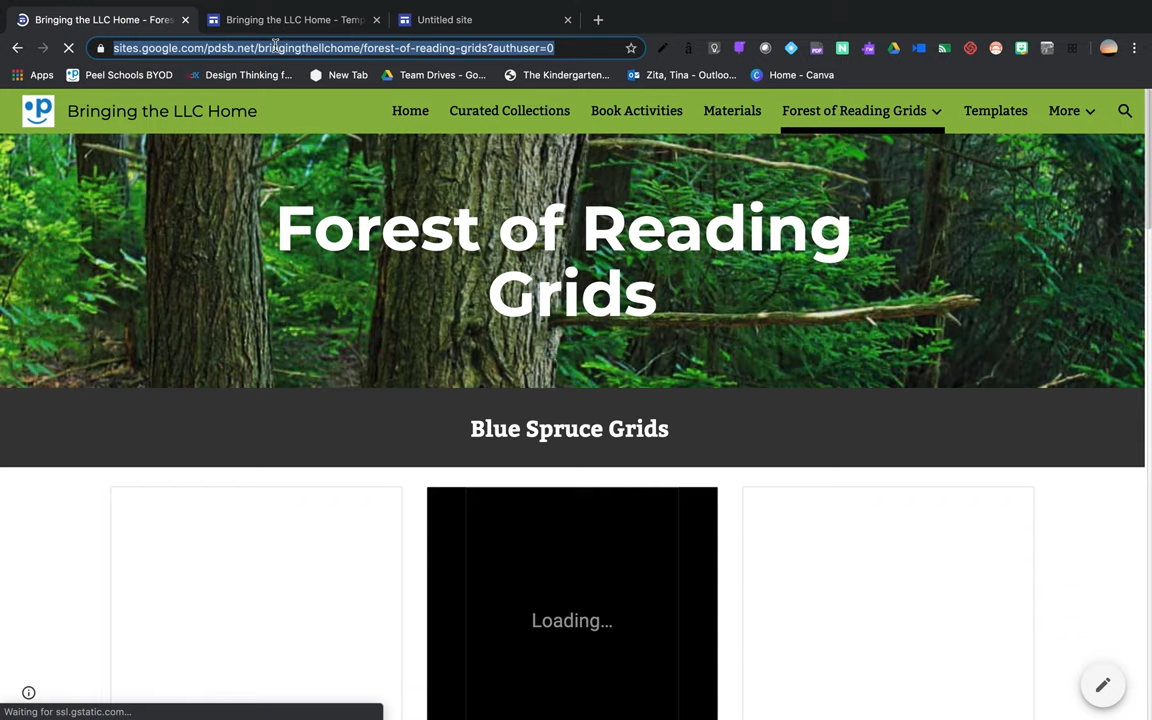 Bringing the LLC Home - Fores
Bringing the LLC Home - Temp
Untitled site
sites.google.com/pdsb.net/bringingthellchome/forest-of-reading-grids?authuser=0
Apps
Peel Schools BYOD
Design Thinking f...
New Tab
Team Drives - Go...
The Kindergarten...
Zita, Tina - Outloo...
Home - Canva
Bringing the LLC Home
Home
Curated Collections
Book Activities
Materials
Forest of Reading Grids
Templates
More
Forest of Reading
Grids
Blue Spruce Grids
Loading...
Waiting for ssl.gstatic.com...